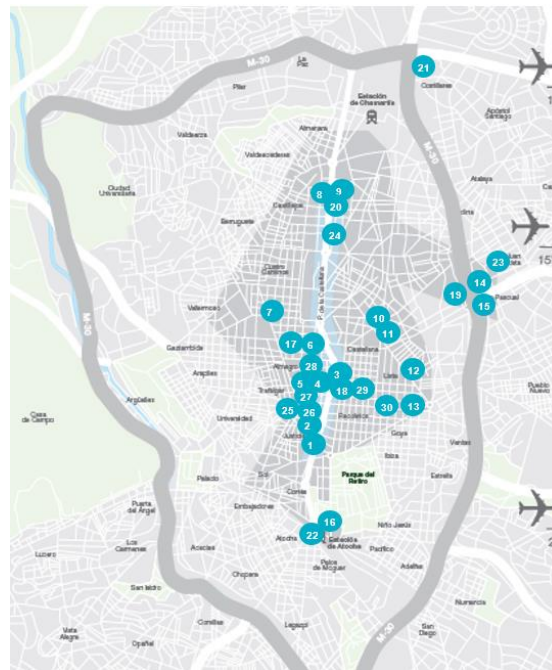 M-30
La Paz
21
Costillares
Pilar
Estación de Chamartín
Apóstol Santiago
Almenara
Valdezarza
Valdeacederas
Atalaya
Ciudad Universitaria
8
9
Castilla
20
Berruguete
24
23
Cuatro Caminos
P. de la Castellana
14
19
15
Pascual
7
10
11
Vallermoso
17
6
Castellana
Gaztambide
Almagro
28
3
12
Lista
Arapiles
5
4
18
29
Argüelles
Trafalgar
27
Pueblo Nuevo
25
26
30
13
Universidad
Recoletos
Casa de Campo
2
Goya
Justicia
1
Ventas
Ibiza
Sol
Palacio
Parque del Retiro
Estrella
Cortes
Puerta del Ángel
Embajadores
16
Niño Jesús
22
Atocha
Estación de Atocha
Los Cármenes
Lucero
Acacias
Pacífico
Palos de Moguer
Adelfas
Chopera
San Isidro
Numancia
Comillas
Legazpi
Vista Alegre
Opañel
San Diego
M-30